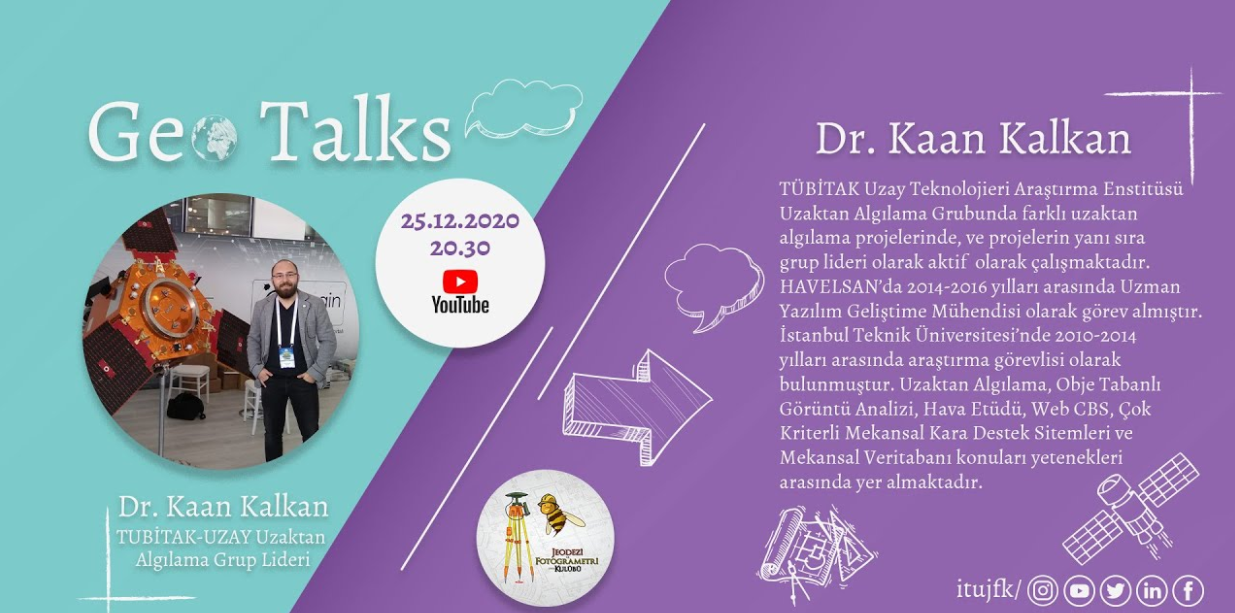 Geo Talks
25.12.2020
20.30
YouTube
Dr. Kaan Kalkan
TUBİTAK-UZAY Uzaktan
Algılama Grup Lideri
JEODEZİ
FOTOGRAMETRİ
KULÜBÜ
Dr. Kaan Kalkan
TÜBİTAK Uzay Teknolojieri Araştırma Enstitüsü
Uzaktan Algılama Grubunda farklı uzaktan
algılama projelerinde, ve projelerin yanı sıra
grup lideri olarak aktif olarak çalışmaktadır.
HAVELSAN’da 2014-2016 yılları arasında Uzman
Yazılım Geliştime Mühendisi olarak görev almıştır.
İstanbul Teknik Üniversitesi’nde 2010-2014
yılları arasında araştırma görevlisi olarak
bulunmuştur. Uzaktan Algılama, Obje Tabanlı
Görüntü Analizi, Hava Etüdü, Web CBS, Çok
Kriterli Mekansal Kara Destek Sitemleri ve
Mekansal Veritabanı konuları yetenekleri
arasında yer almaktadır.
itujfk/